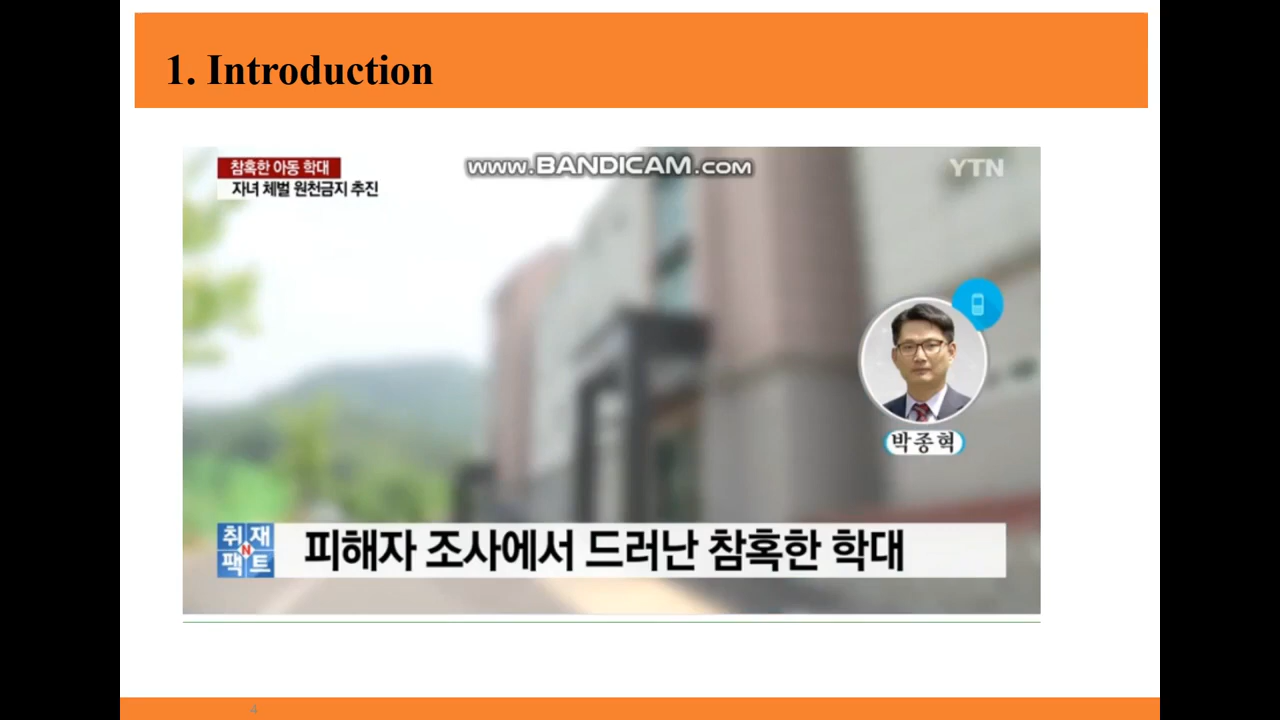 1. Introduction
참혹한 아동 학대
자녀 체벌 원천금지 추진
www.BANDICAM.com
YTN
박종혁
취재
N
팩트
피해자 조사에서 드러난 참혹한 학대
4